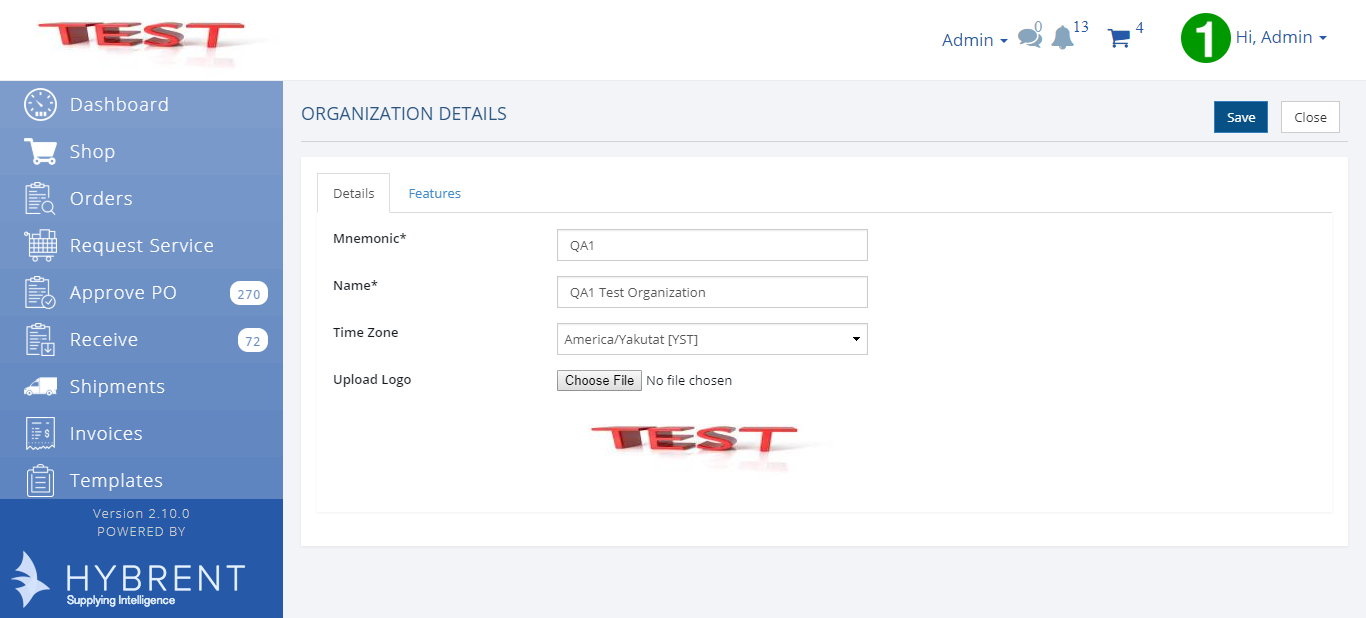 TEST
Admin
0
13
4
1
Hi, Admin
Dashboard
Shop
Orders
Request Service
Approve PO 270
Receive 72
Shipments
Invoices
Templates
Version 2.10.0
POWERED BY
HYBRENT
Supplying Intelligence
ORGANIZATION DETAILS
Save
Close
Details
Features
Mnemonic* QA1
Name* QA1 Test Organization
Time Zone America/Yakutat [YST]
Upload Logo Choose File No file chosen
TEST